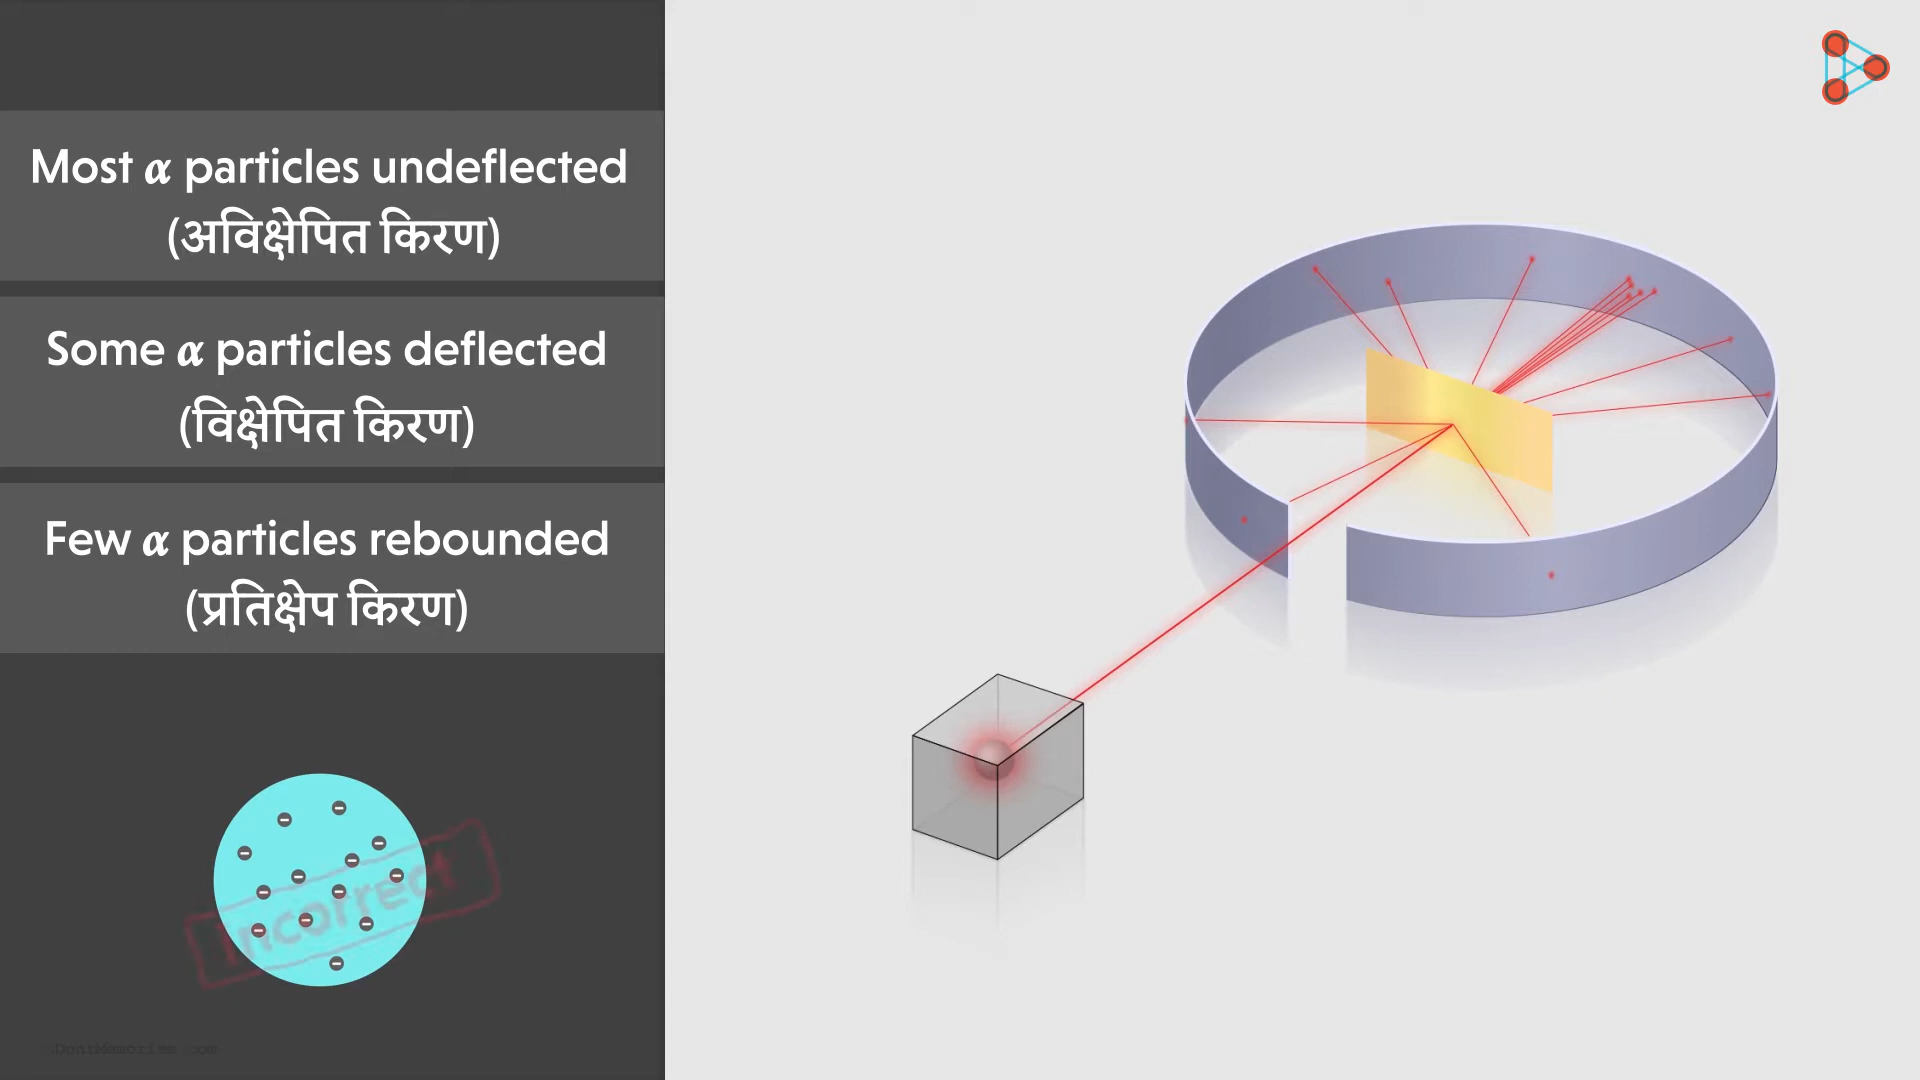 Most α particles undeflected
(अविक्षेपित किरण)
Some α particles deflected
(विक्षेपित किरण)
Few α particles rebounded
(प्रतिक्षेप किरण)
Incorrect